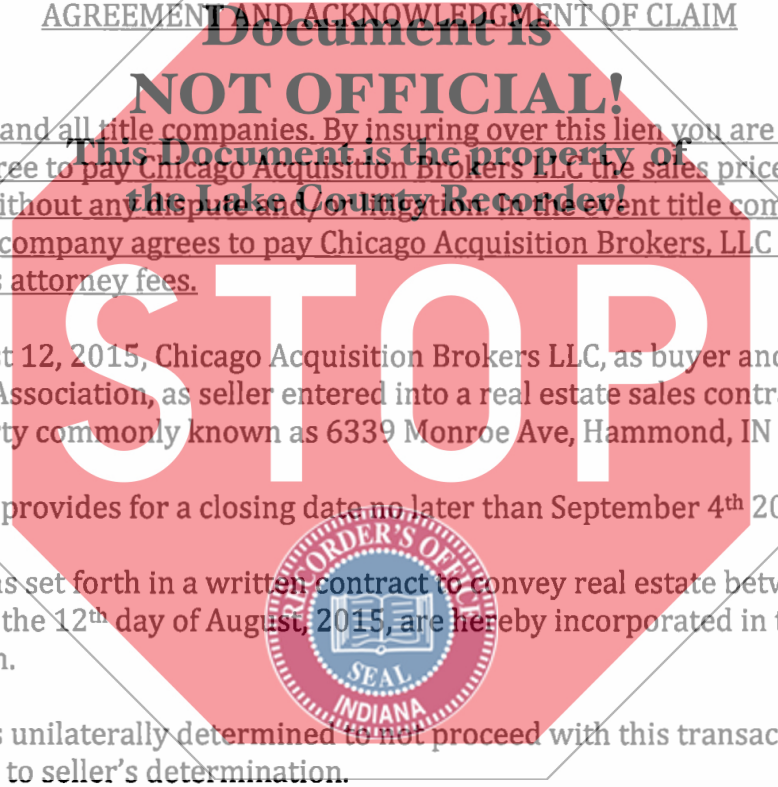 AGREEMENT AND ACKNOWLEDGMENT OF CLAIM
Document is
NOT OFFICIAL!
and all title companies. By insuring over this lien you are
This Document is the property of
ree to pay Chicago Acquisition Brokers LLC the sales price
the Lake County Recorder!
ithout any dispute and/or litigation. In the event title com
company agrees to pay Chicago Acquisition Brokers, LLC
s attorney fees.
STOP
st 12, 2015, Chicago Acquisition Brokers LLC, as buyer and
Association, as seller entered into a real estate sales contra
rty commonly known as 6339 Monroe Ave, Hammond, IN
provides for a closing date no later than September 4th 20
RECORDER'S OFFICE
SEAL
INDIANA
as set forth in a written contract to convey real estate betw
the 12th day of August, 2015, are hereby incorporated in t
n.
s unilaterally determined to not proceed with this transac
to seller's determination.